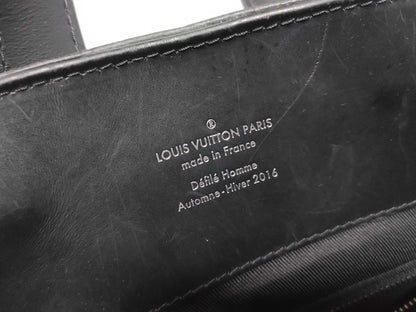 ®
LOUIS VUITTON PARIS
made in France
Défilé Homme
Automne-Hiver 2016